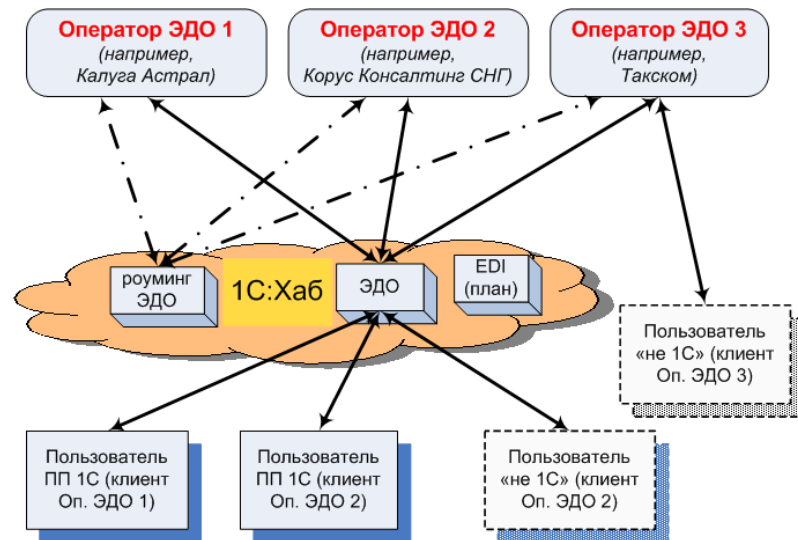 Оператор ЭДО 1
(например,
Калуга Астрал)
Оператор ЭДО 2
(например,
Корус Консалтинг СНГ)
Оператор ЭДО 3
(например,
Такском)
роуминг
ЭДО
1С:Хаб
ЭДО
EDI
(план)
Пользователь
«не 1С» (клиент
Оп. ЭДО 3)
Пользователь
ПП 1С (клиент
Оп. ЭДО 1)
Пользователь
ПП 1С (клиент
Оп. ЭДО 2)
Пользователь
«не 1С» (клиент
Оп. ЭДО 2)